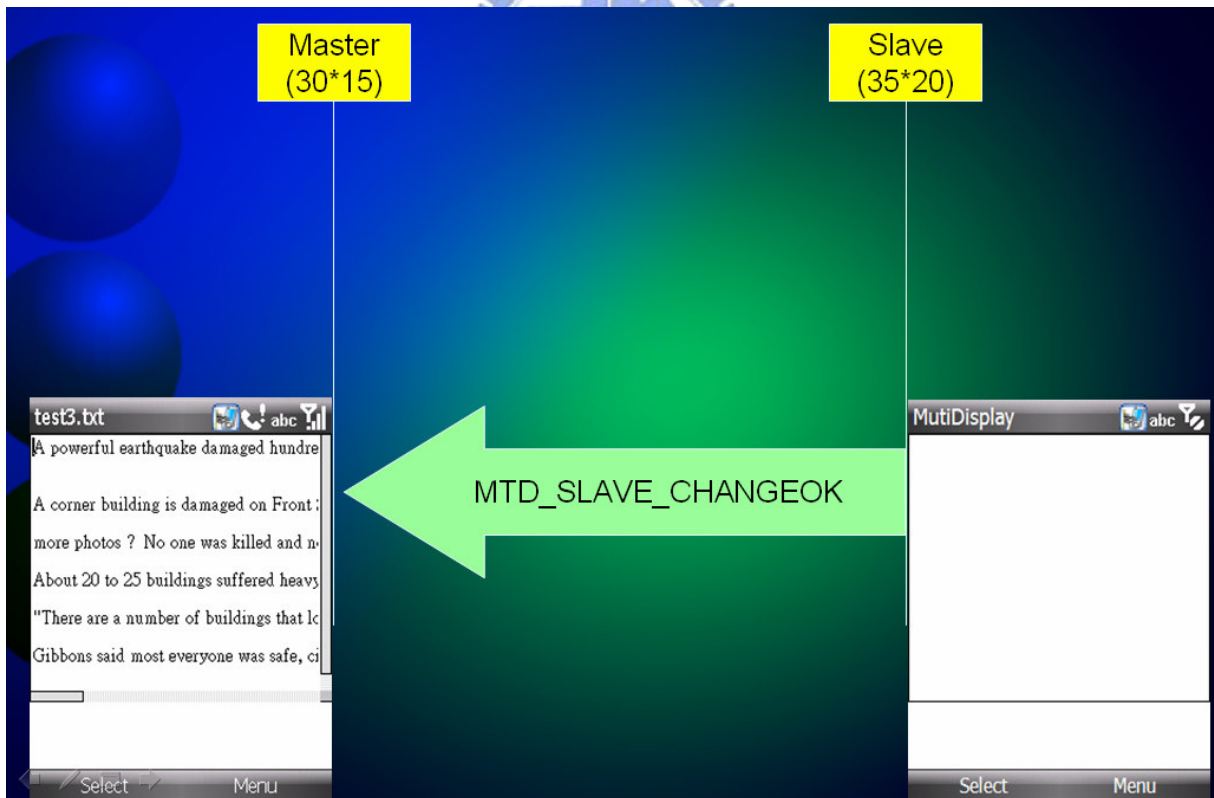 Master
(30*15)
Slave
(35*20)
test3.txt
abc
A powerful earthquake damaged hundre
A corner building is damaged on Front
more photos ? No one was killed and n
About 20 to 25 buildings suffered heavy
"There are a number of buildings that lo
Gibbons said most everyone was safe, ci
Select
Menu
MTD_SLAVE_CHANGEOK
MutiDisplay
abc
Select
Menu